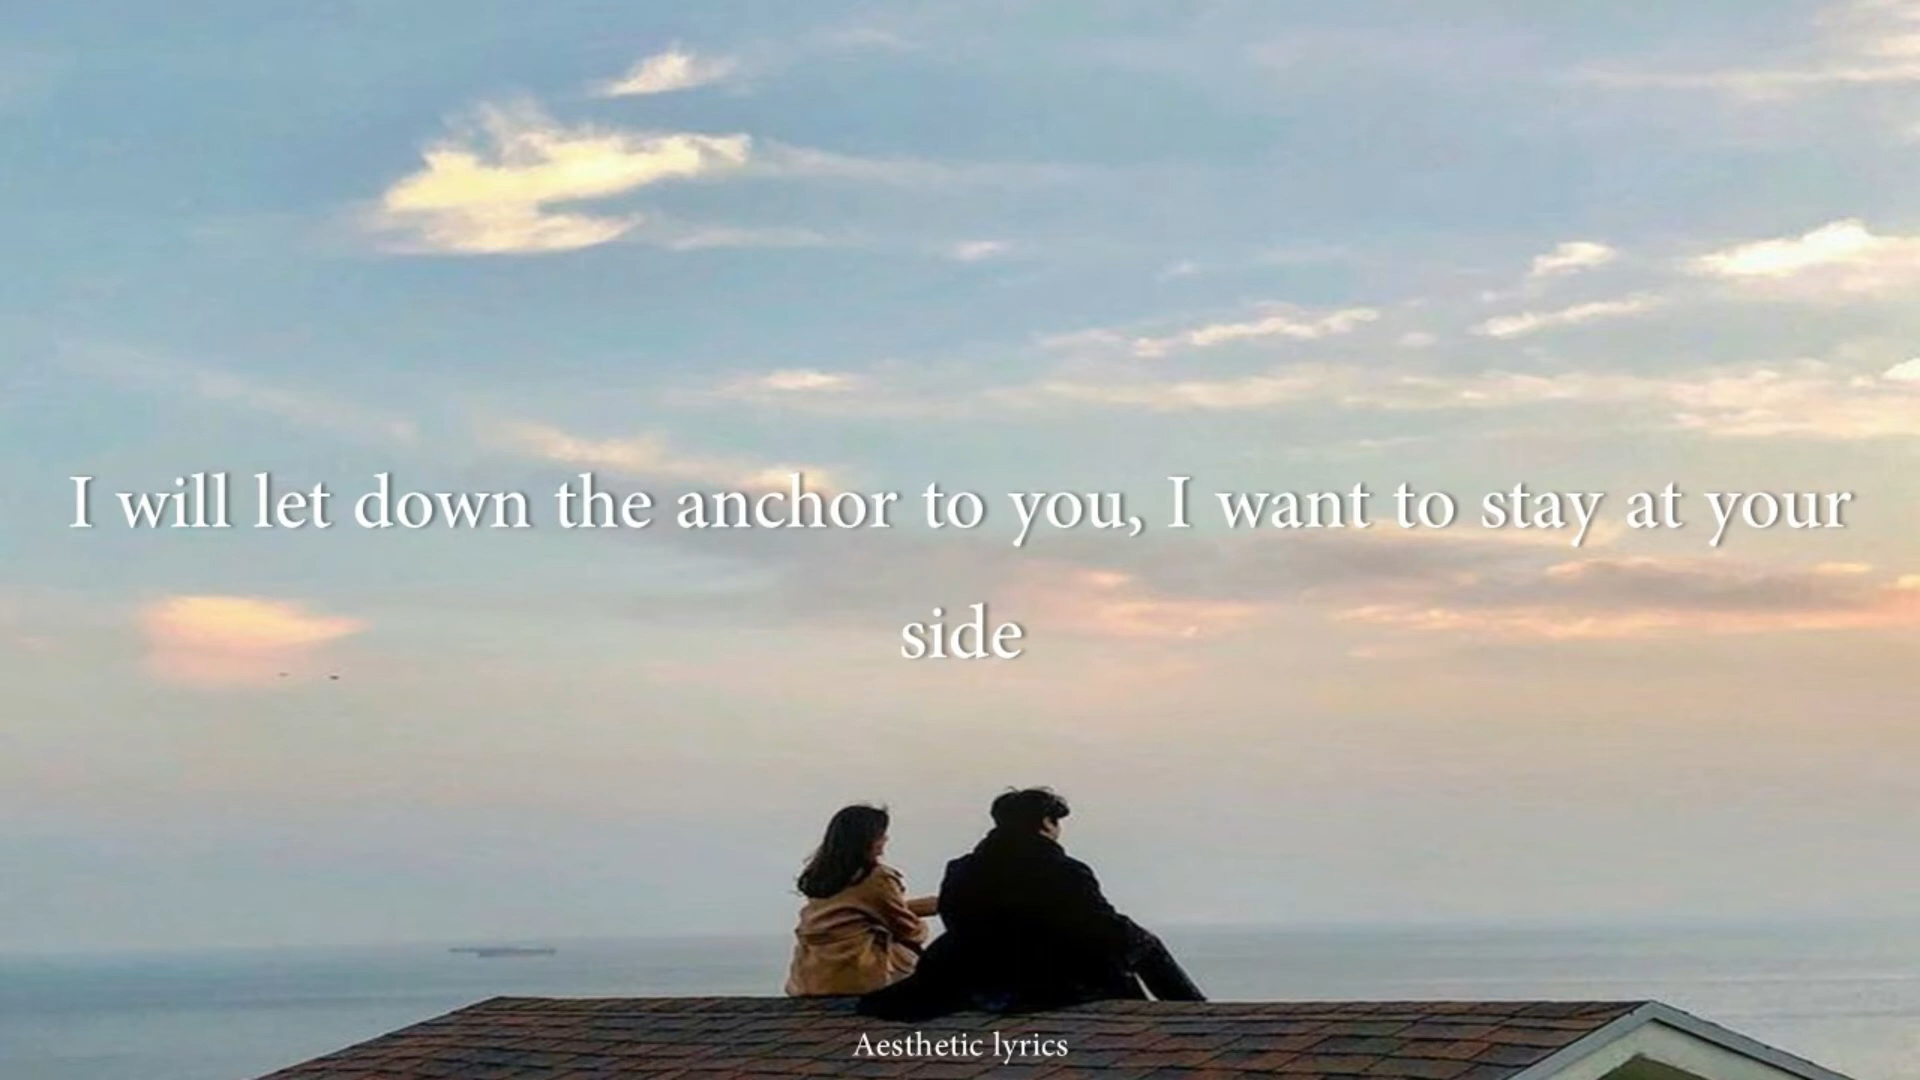 I will let down the anchor to you, I want to stay at your
side
Aesthetic lyrics